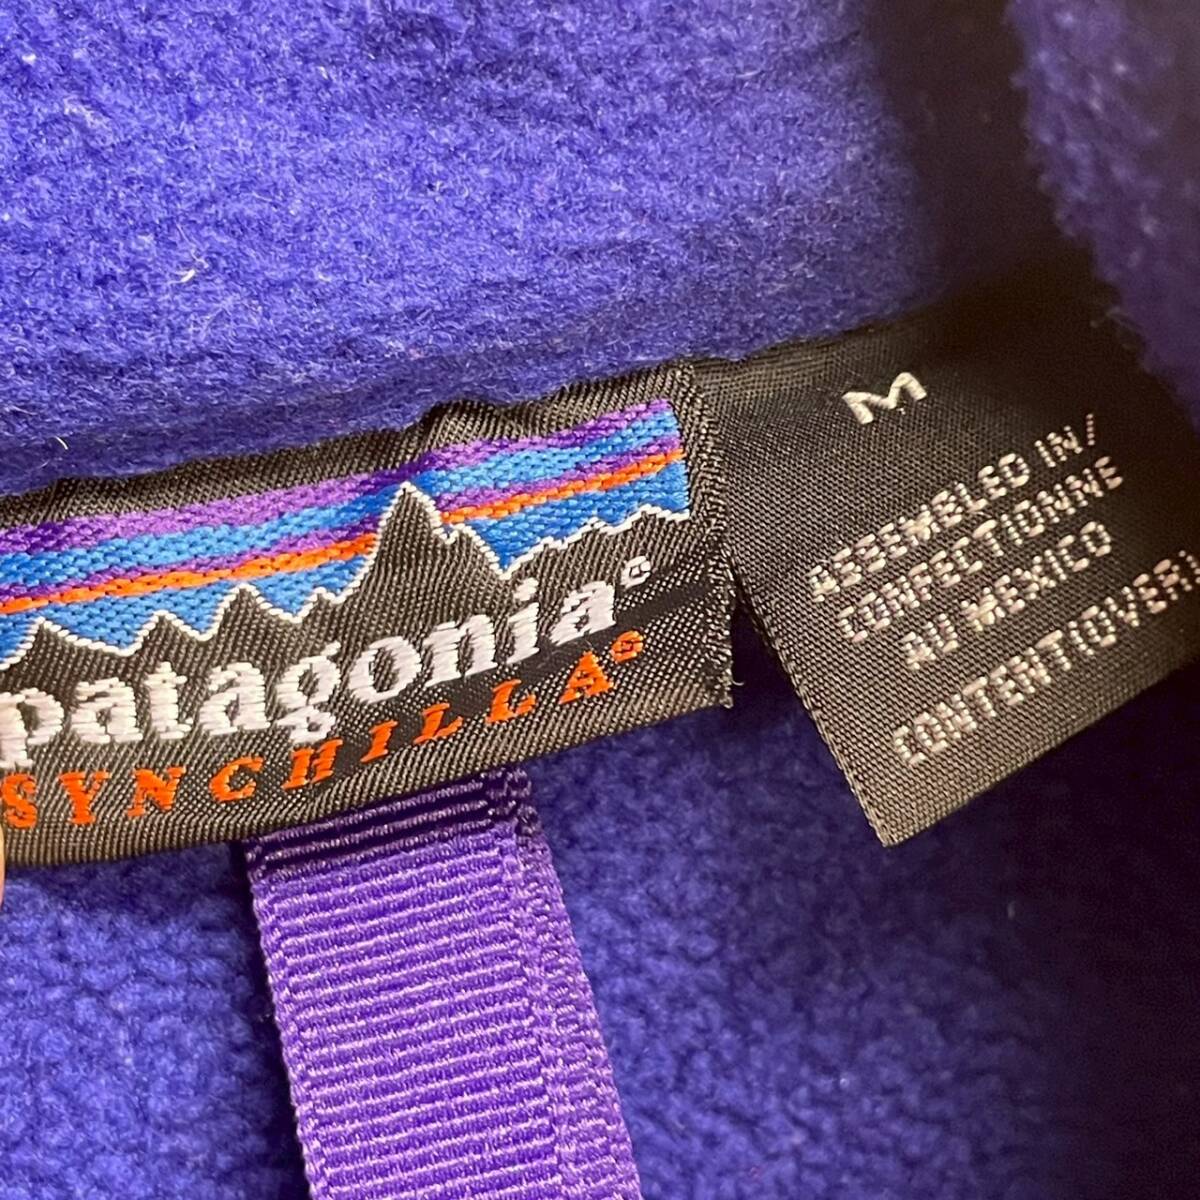 patagonia®
SYNCHILLA®
M
ASSEMBLED IN/
CONFECTIONNE
AU MEXICO
CONTENT(OVER)